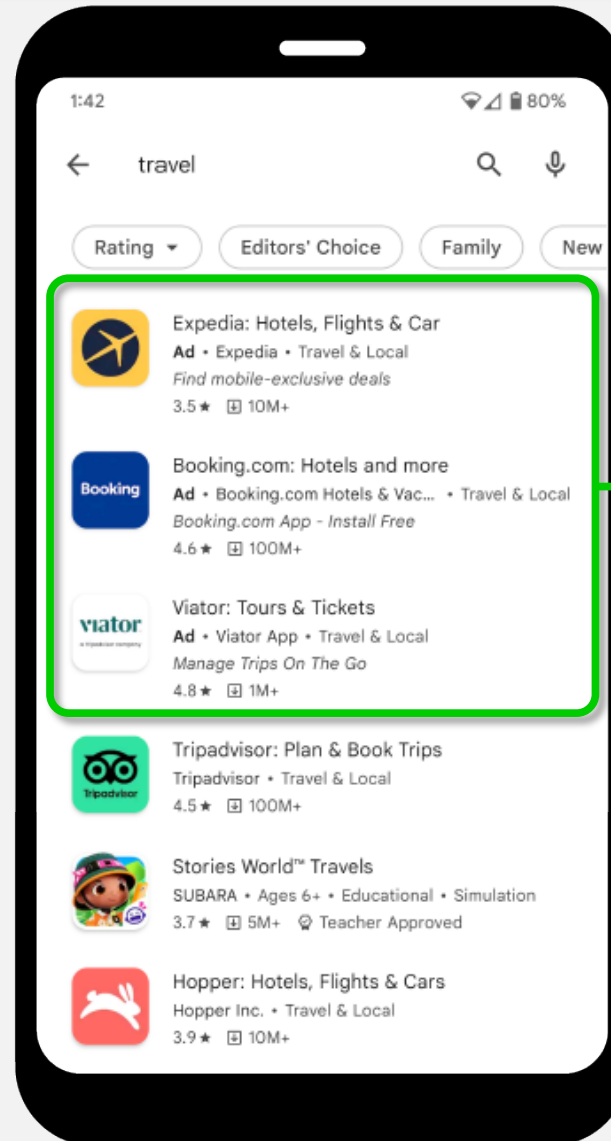 1:42
80%
travel
Rating
Editors' Choice
Family
New
Expedia: Hotels, Flights & Car
Ad • Expedia • Travel & Local
Find mobile-exclusive deals
3.5★ 10M+
Booking
Booking.com: Hotels and more
Ad • Booking.com Hotels & Vac... • Travel & Local
Booking.com App - Install Free
4.6★ 100M+
viator
a tripadvisor company
Viator: Tours & Tickets
Ad • Viator App • Travel & Local
Manage Trips On The Go
4.8★ 1M+
Tripadvisor
Tripadvisor: Plan & Book Trips
Tripadvisor • Travel & Local
4.5★ 100M+
Stories World™ Travels
SUBARA • Ages 6+ • Educational • Simulation
3.7★ 5M+ Teacher Approved
Hopper: Hotels, Flights & Cars
Hopper Inc. • Travel & Local
3.9★ 10M+